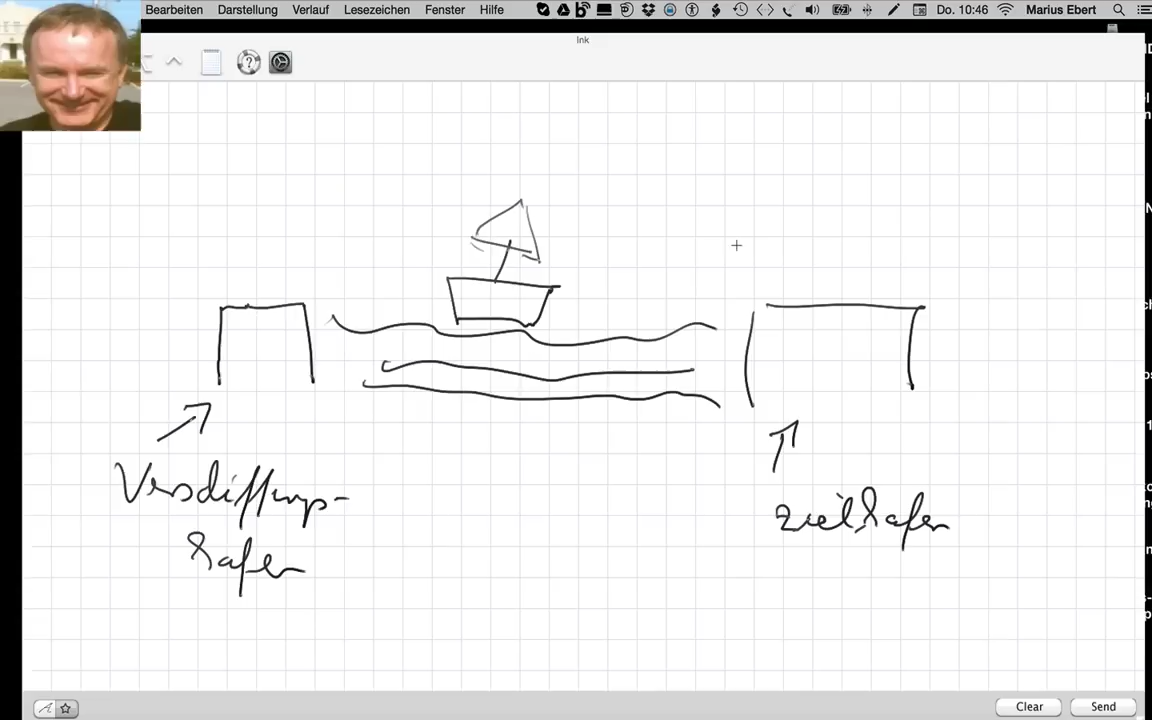 Bearbeiten Darstellung Verlauf Lesezeichen Fenster Hilfe Do. 10:46 Marius Ebert
Ink
Verschiffungs-
hafen
Zielhafen
Clear Send